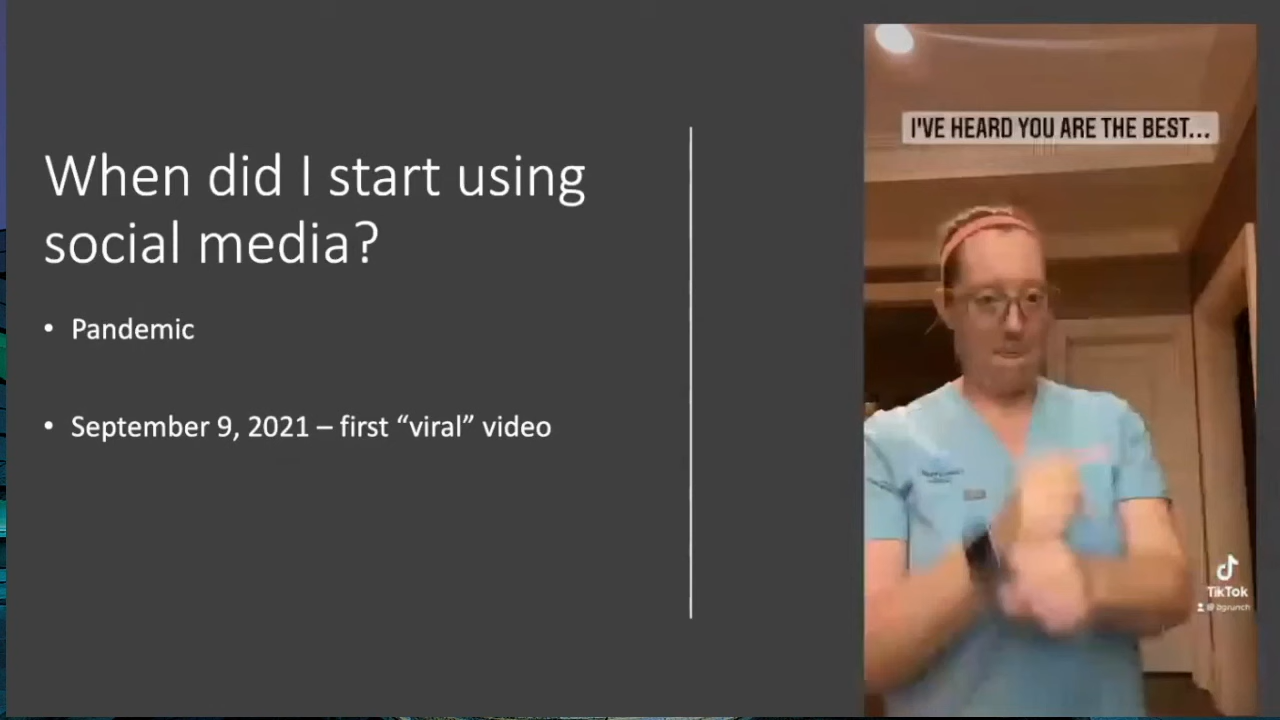 When did I start using
social media?
• Pandemic
• September 9, 2021 – first “viral” video
I'VE HEARD YOU ARE THE BEST...
TikTok